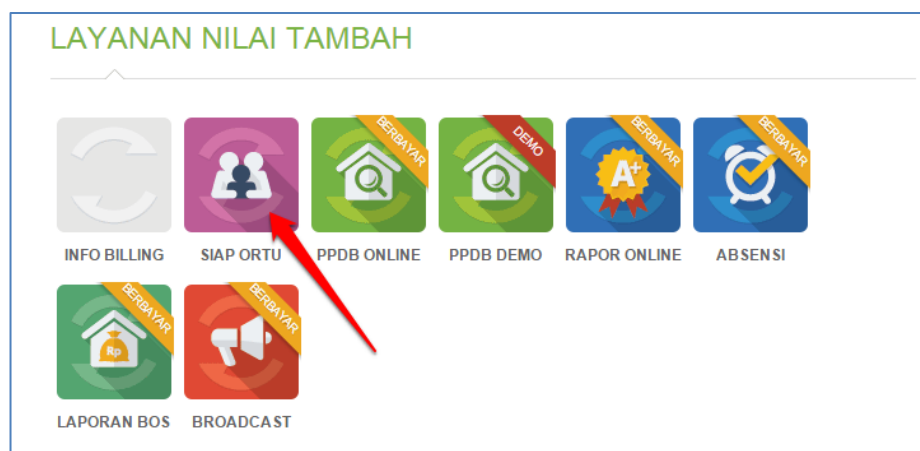 LAYANAN NILAI TAMBAH
BERBAYAR
DEMO
BERBAYAR
BERBAYAR
A+
INFO BILLING
SIAP ORTU
PPDB ONLINE
PPDB DEMO
RAPOR ONLINE
ABSENSI
BERBAYAR
BERBAYAR
Rp
LAPORAN BOS
BROADCAST